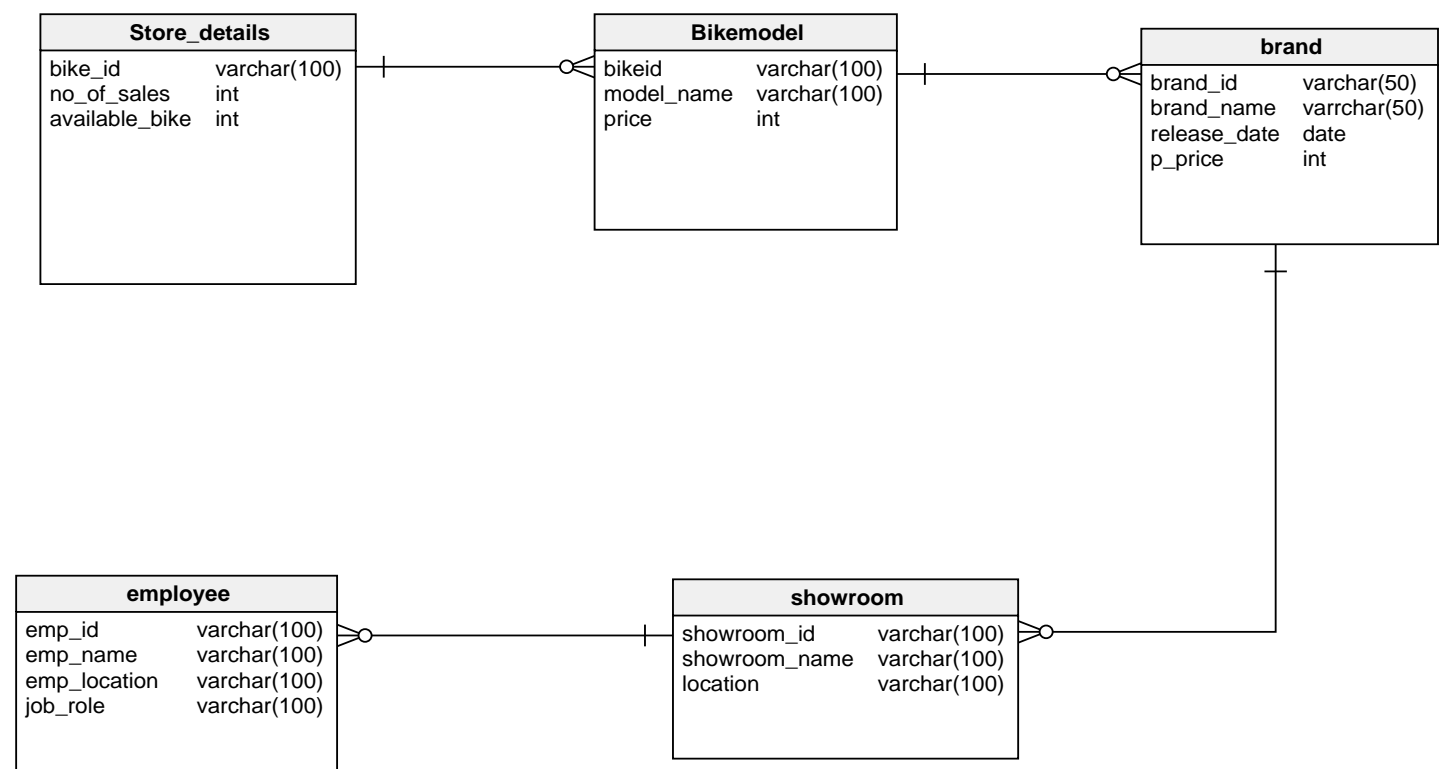 Store_details
bike_id varchar(100)
no_of_sales int
available_bike int
Bikemodel
bikeid varchar(100)
model_name varchar(100)
price int
brand
brand_id varchar(50)
brand_name varrchar(50)
release_date date
p_price int
employee
emp_id varchar(100)
emp_name varchar(100)
emp_location varchar(100)
job_role varchar(100)
showroom
showroom_id varchar(100)
showroom_name varchar(100)
location varchar(100)